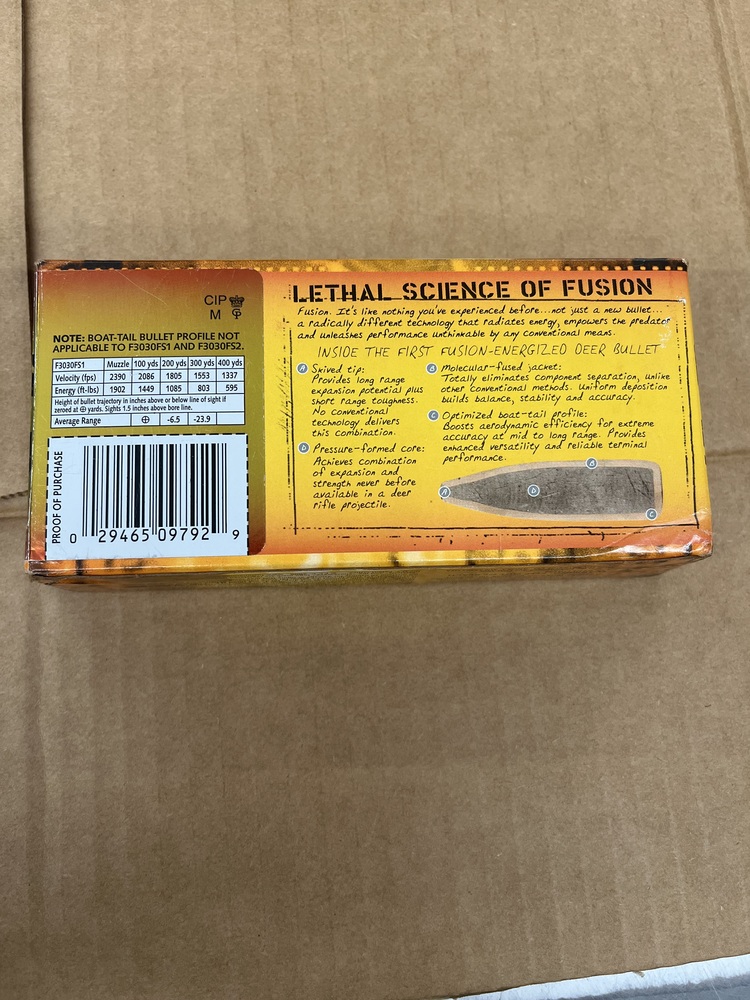 CIP
M
NOTE: BOAT-TAIL BULLET PROFILE NOT
APPLICABLE TO F3030FS1 AND F3030FS2.
F3030FS1 Muzzle 100 yds 200 yds 300 yds 400 yds
Velocity (fps) 2390 2086 1805 1553 1337
Energy (ft-lbs) 1902 1449 1085 803 595
Height of bullet trajectory in inches above or below line of sight if
zeroed at ⊕ yards. Sights 1.5 inches above bore line.
Average Range ⊕ -6.5 -23.9
PROOF OF PURCHASE
0 29465 09792 9
LETHAL SCIENCE OF FUSION
Fusion. It's like nothing you've experienced before...not just a new bullet...
a radically different technology that radiates energy, empowers the predator
and unleashes performance unthinkable by any conventional means.
INSIDE THE FIRST FUSION-ENERGIZED DEER BULLET
A Skived tip:
Provides long range
expansion potential plus
short range toughness.
No conventional
technology delivers
this combination.
D Pressure-formed core:
Achieves combination
of expansion and
strength never before
available in a deer
rifle projectile.
B Molecular-fused jacket:
Totally eliminates component separation, unlike
other conventional methods. Uniform deposition
builds balance, stability and accuracy.
C Optimized boat-tail profile:
Boosts aerodynamic efficiency for extreme
accuracy at mid to long range. Provides
enhanced versatility and reliable terminal
performance.
B
A
D
C